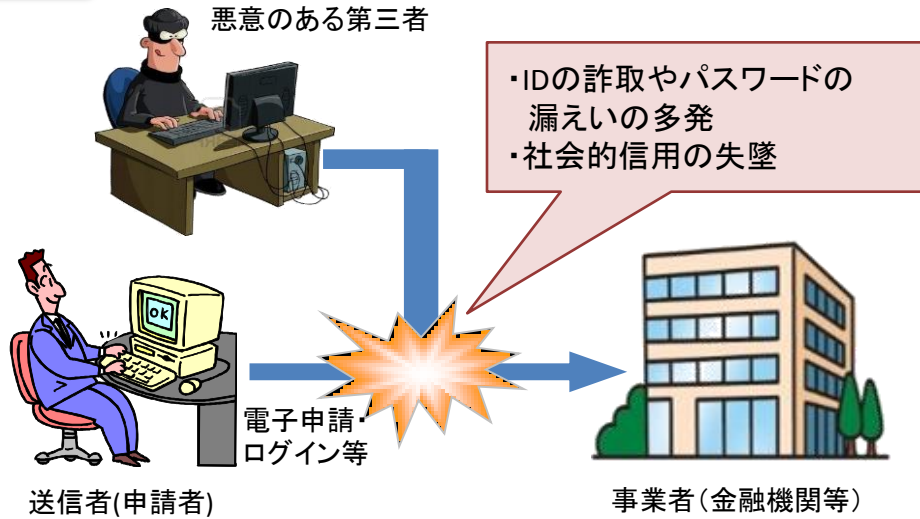 悪意のある第三者
・IDの詐取やパスワードの
漏えいの多発
・社会的信用の失墜
OK
電子申請・
ログイン等
送信者(申請者)
事業者（金融機関等）